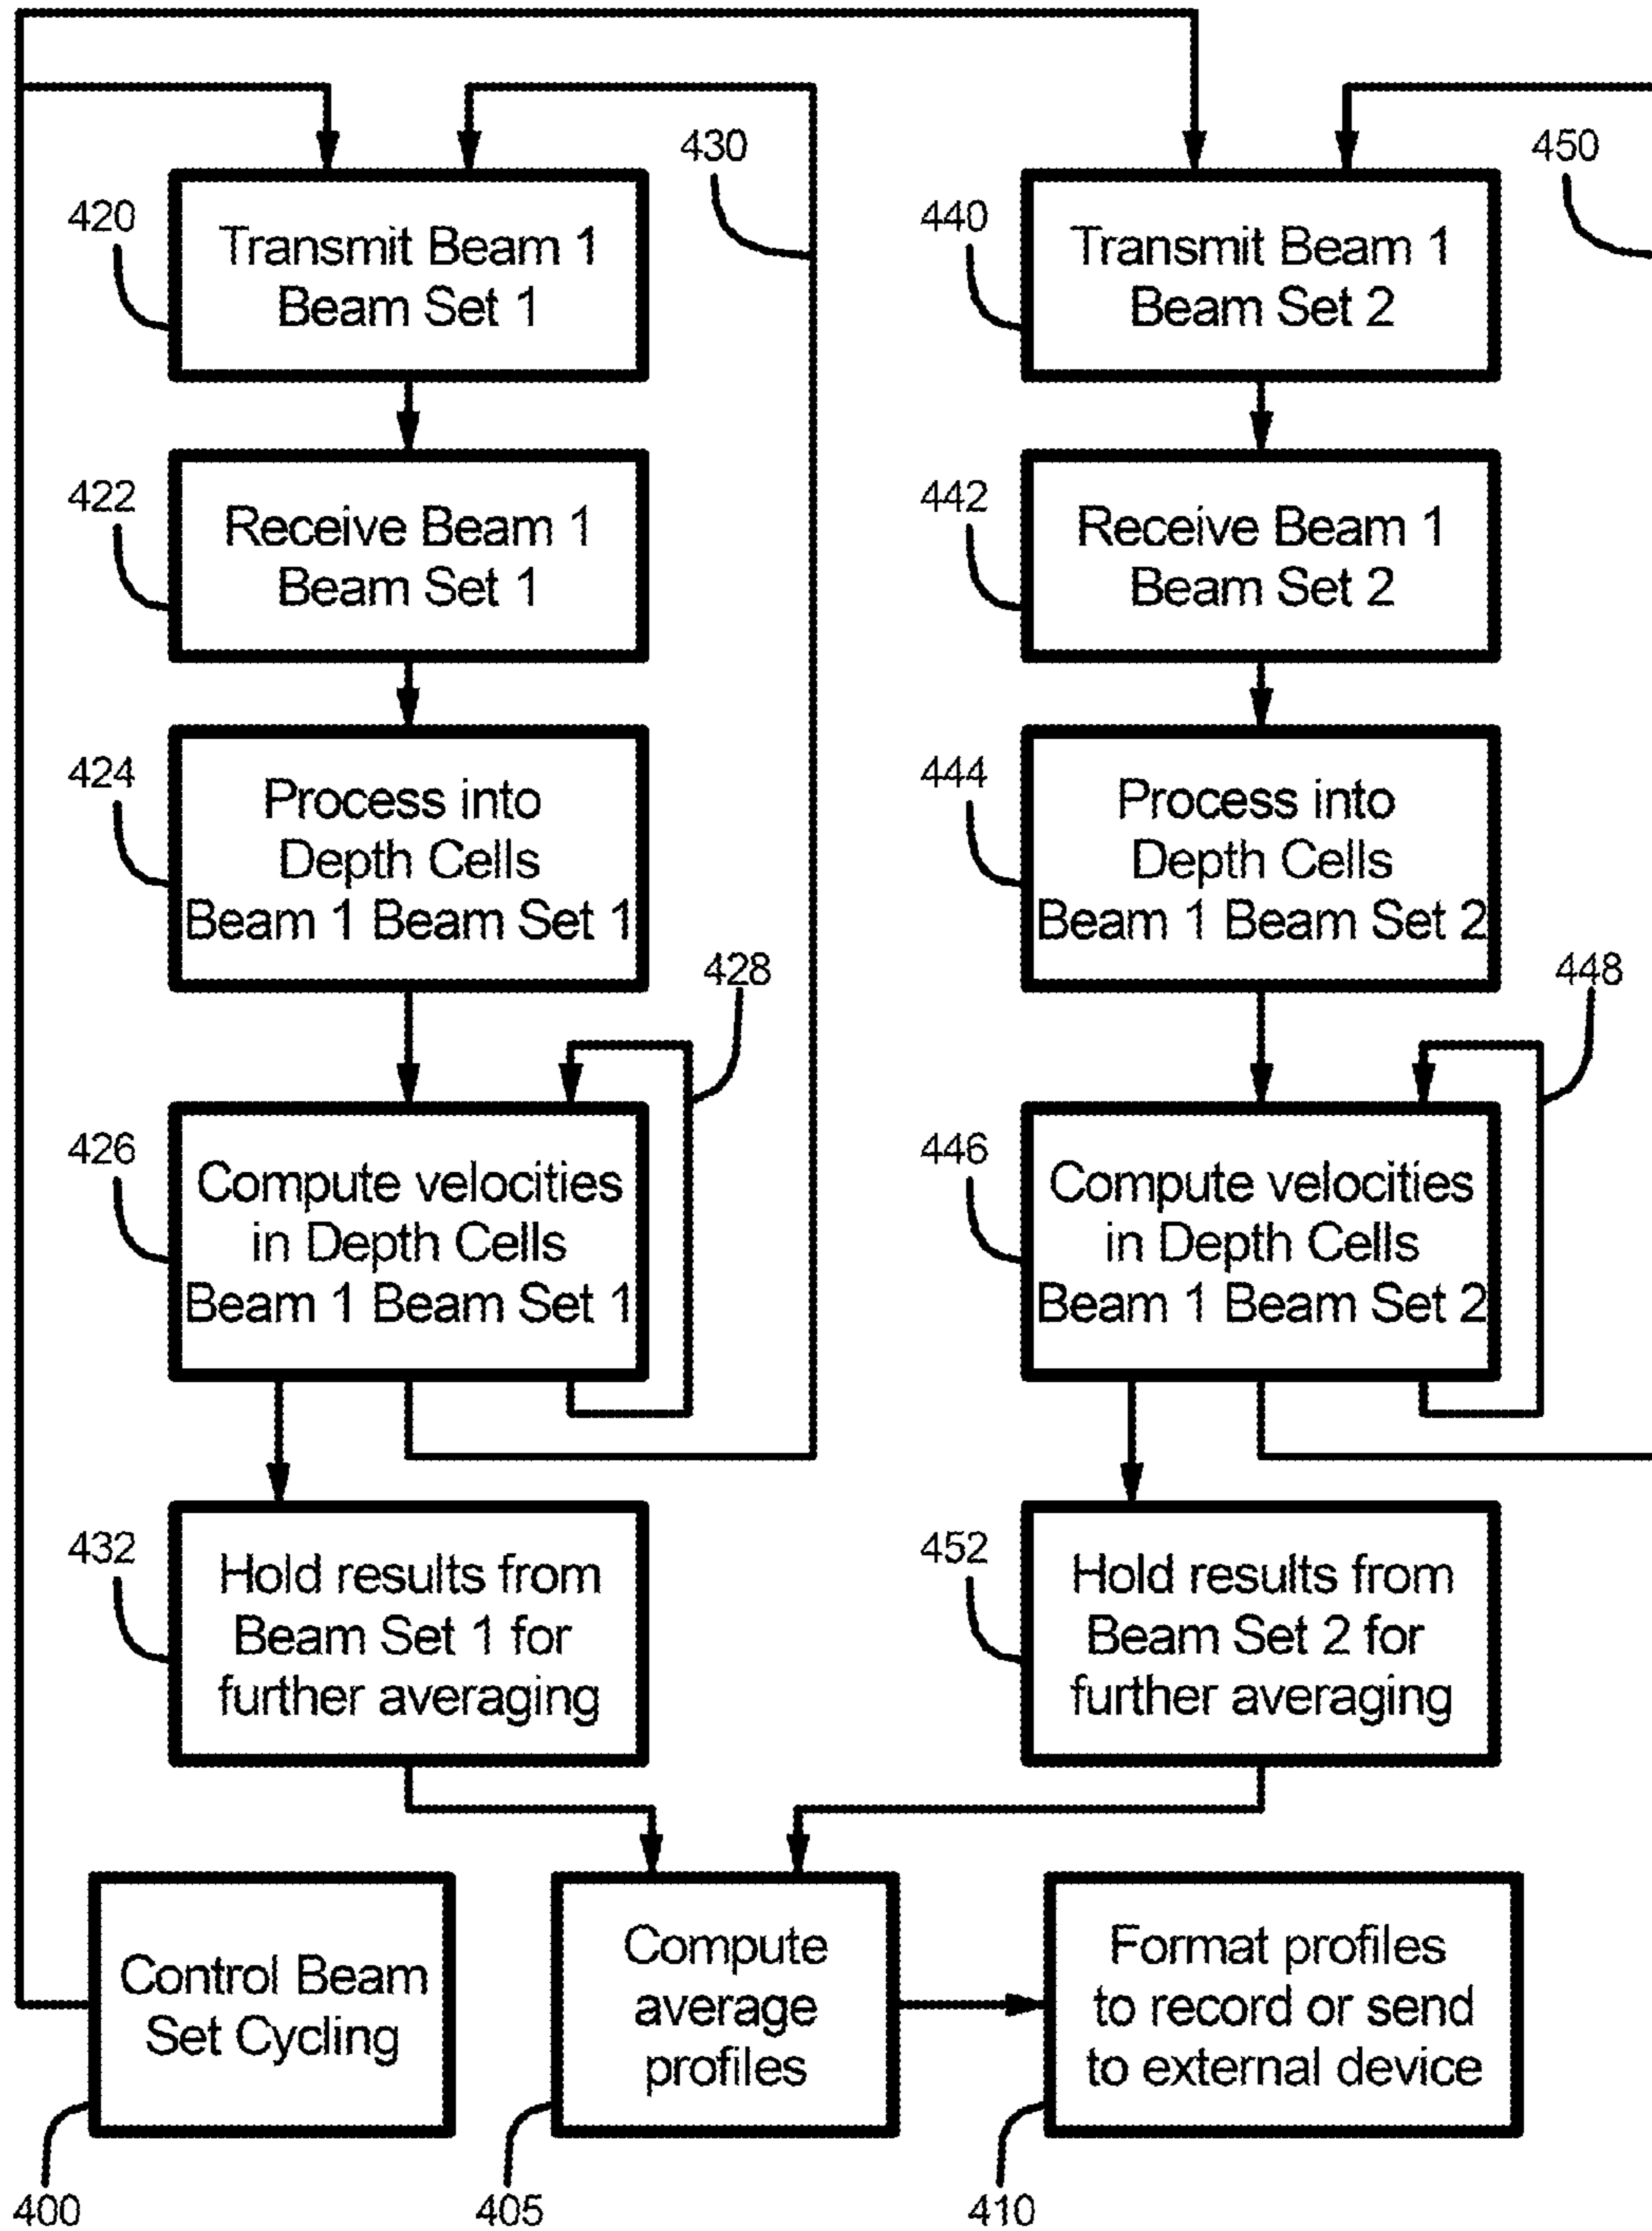 430
450
420
Transmit Beam 1
Beam Set 1
440
Transmit Beam 1
Beam Set 2
422
Receive Beam 1
Beam Set 1
442
Receive Beam 1
Beam Set 2
424
Process into
Depth Cells
Beam 1 Beam Set 1
444
Process into
Depth Cells
Beam 1 Beam Set 2
428
448
426
Compute velocities
in Depth Cells
Beam 1 Beam Set 1
446
Compute velocities
in Depth Cells
Beam 1 Beam Set 2
432
Hold results from
Beam Set 1 for
further averaging
452
Hold results from
Beam Set 2 for
further averaging
Control Beam
Set Cycling
Compute
average
profiles
Format profiles
to record or send
to external device
400
405
410